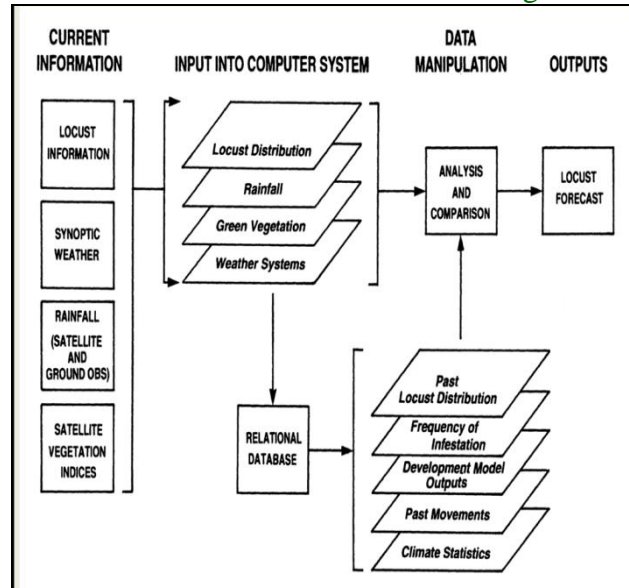 CURRENT
INFORMATION
INPUT INTO COMPUTER SYSTEM
DATA
MANIPULATION
OUTPUTS
LOCUST
INFORMATION
SYNOPTIC
WEATHER
RAINFALL
(SATELLITE
AND
GROUND OBS)
SATELLITE
VEGETATION
INDICES
Locust Distribution
Rainfall
Green Vegetation
Weather Systems
ANALYSIS
AND
COMPARISON
LOCUST
FORECAST
RELATIONAL
DATABASE
Past
Locust Distribution
Frequency of
Infestation
Development Model
Outputs
Past Movements
Climate Statistics